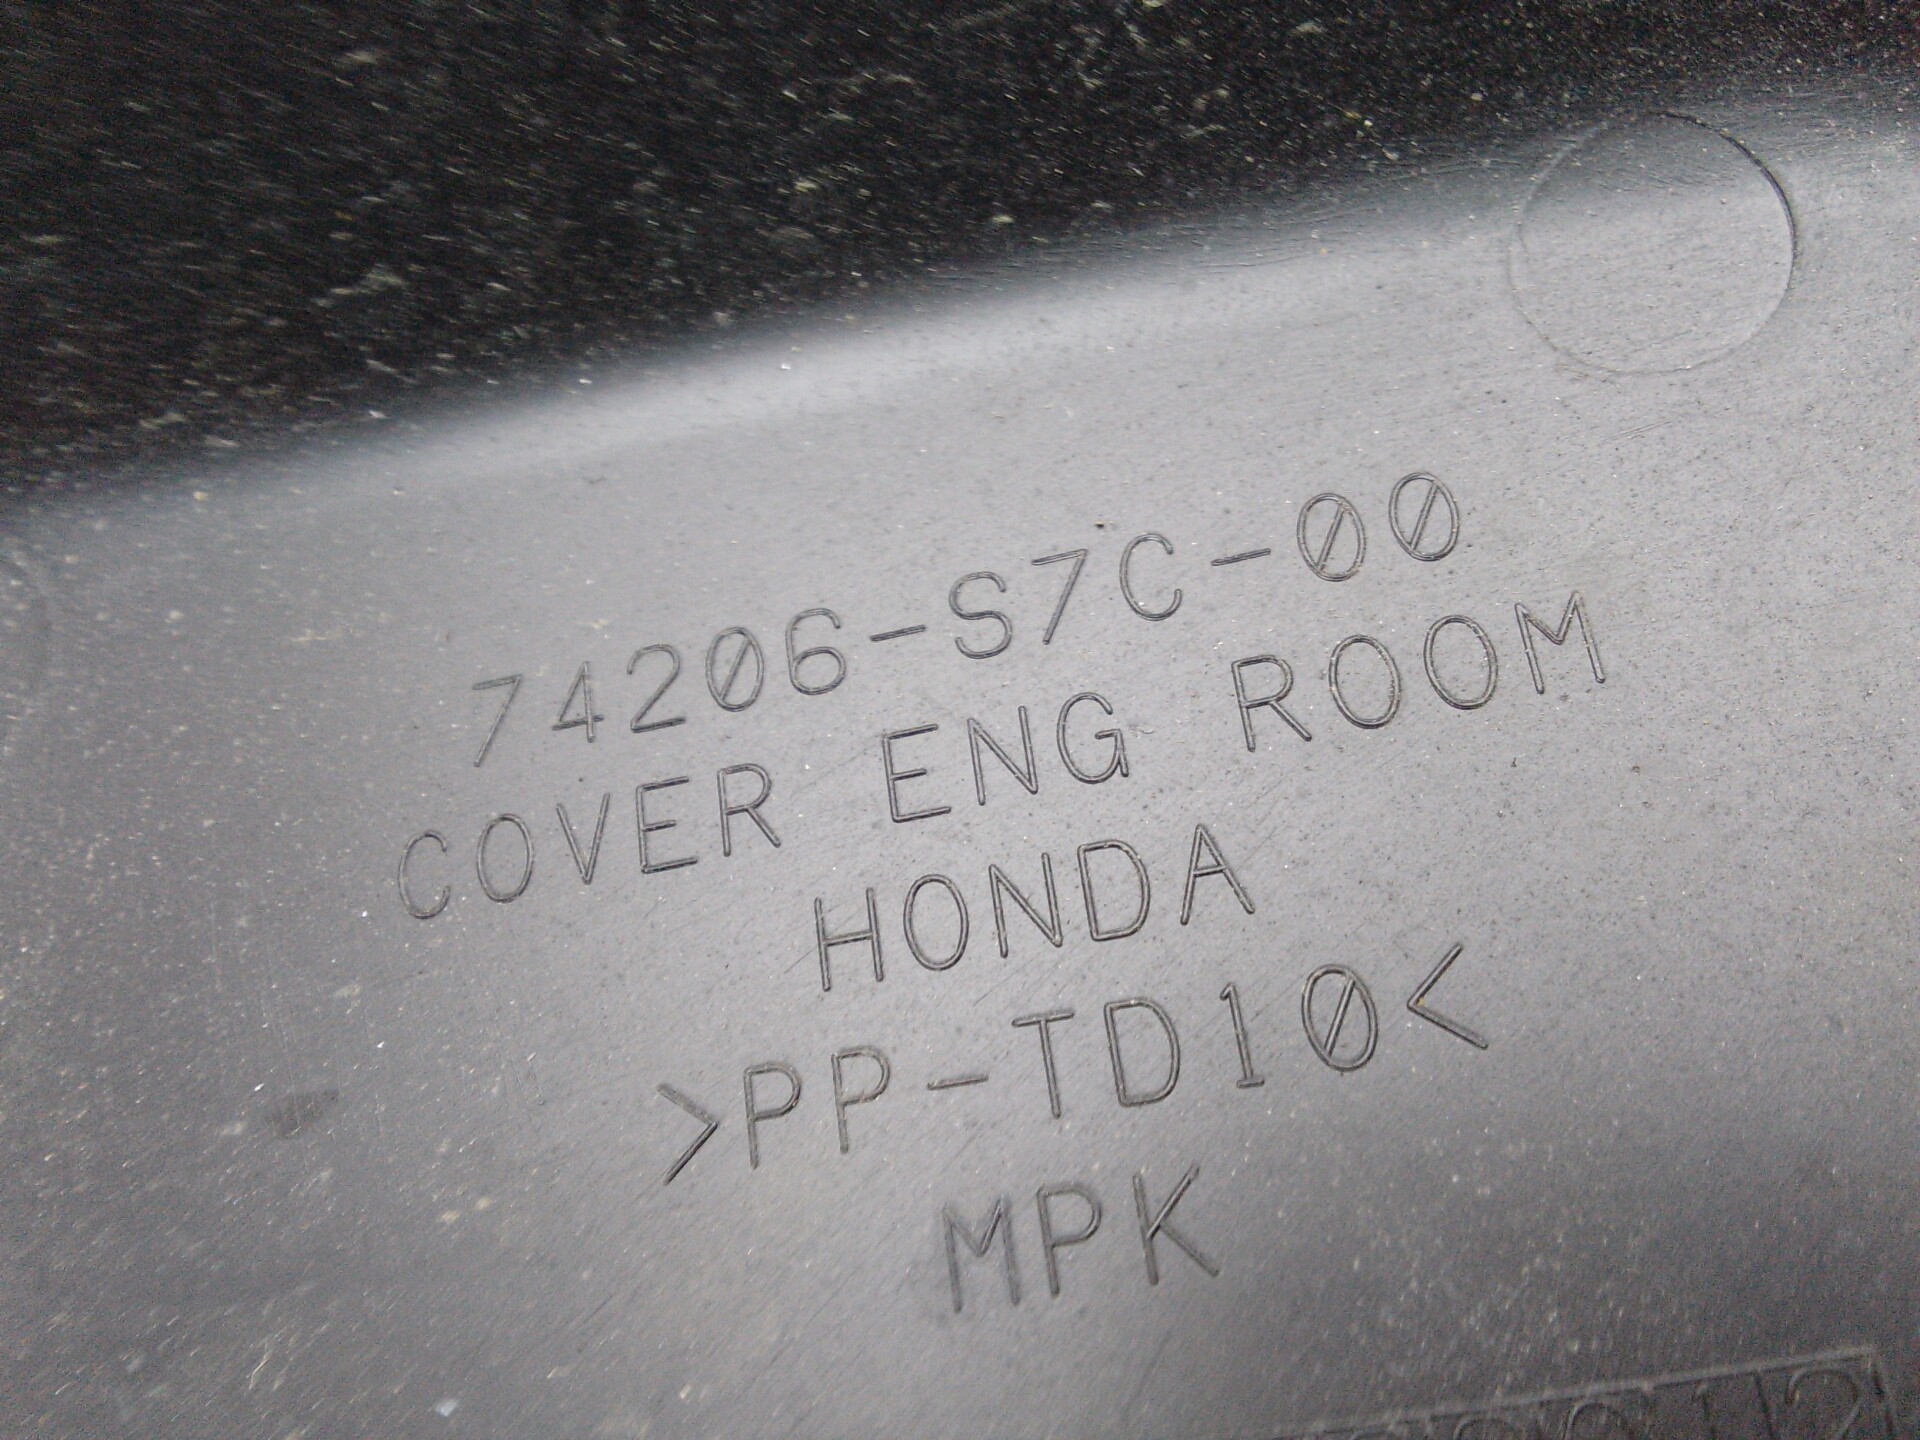 74206-S7C-00
COVER ENG ROOM
HONDA
>PP-TD10<
MPK